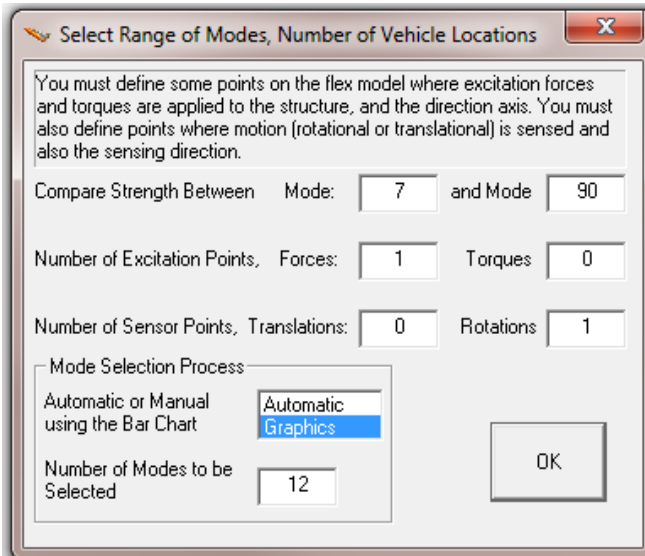 Select Range of Modes, Number of Vehicle Locations
You must define some points on the flex model where excitation forces
and torques are applied to the structure, and the direction axis. You must
also define points where motion (rotational or translational) is sensed and
also the sensing direction.
Compare Strength Between Mode: 7 and Mode 90
Number of Excitation Points, Forces: 1 Torques 0
Number of Sensor Points, Translations: 0 Rotations 1
Mode Selection Process
Automatic or Manual
using the Bar Chart
Automatic
Graphics
Number of Modes to be
Selected
12
OK